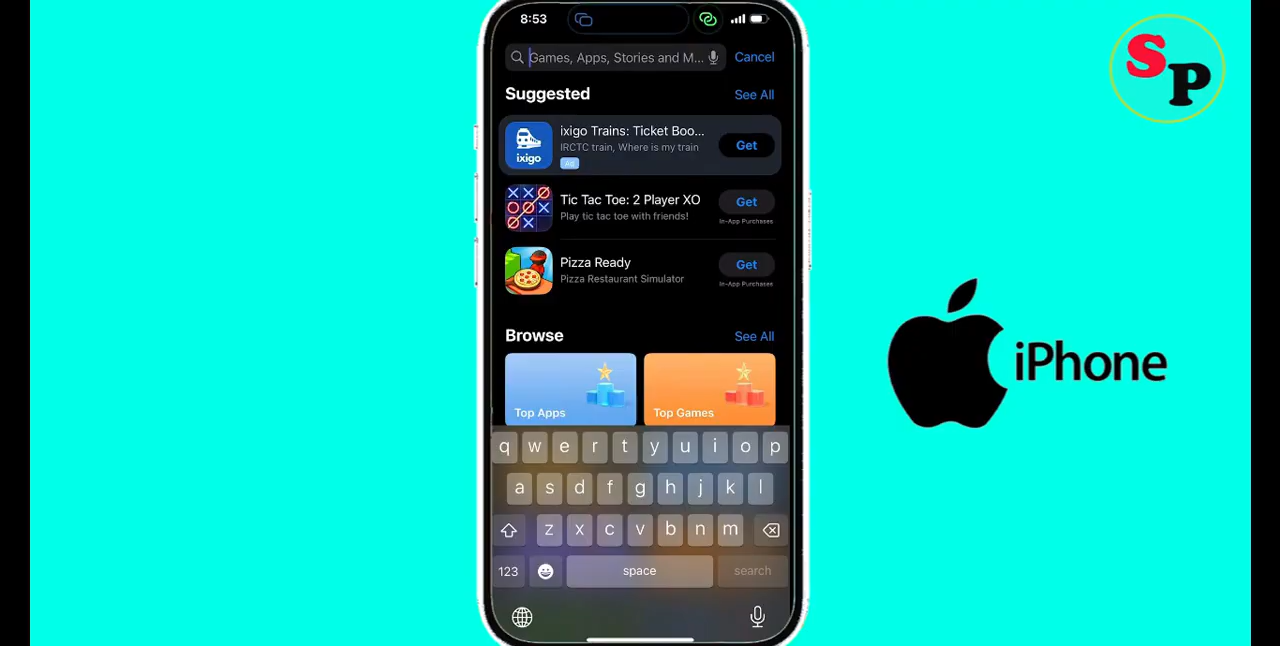 8:53
Games, Apps, Stories and M...
Cancel
Suggested
See All
ixigo Trains: Ticket Boo...
IRCTC train, Where is my train
Ad
ixigo
Get
Tic Tac Toe: 2 Player XO
Play tic tac toe with friends!
Get
In-App Purchases
Pizza Ready
Pizza Restaurant Simulator
Get
In-App Purchases
Browse
See All
Top Apps
Top Games
q w e r t y u i o p
a s d f g h j k l
z x c v b n m
123
space
search
SP
iPhone